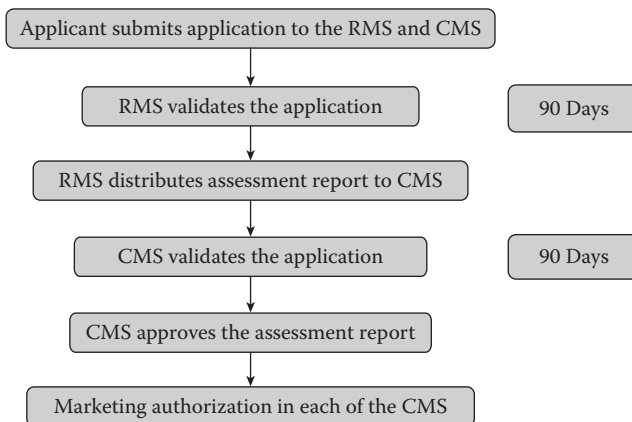 Applicant submits application to the RMS and CMS
RMS validates the application
90 Days
RMS distributes assessment report to CMS
CMS validates the application
90 Days
CMS approves the assessment report
Marketing authorization in each of the CMS